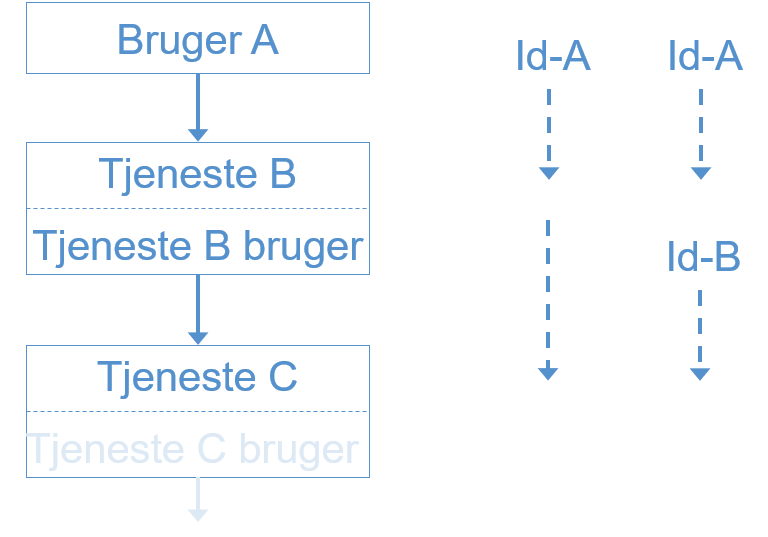 Bruger A
Id-A
Id-A
Tjeneste B
Tjeneste B bruger
Id-B
Tjeneste C
Tjeneste C bruger